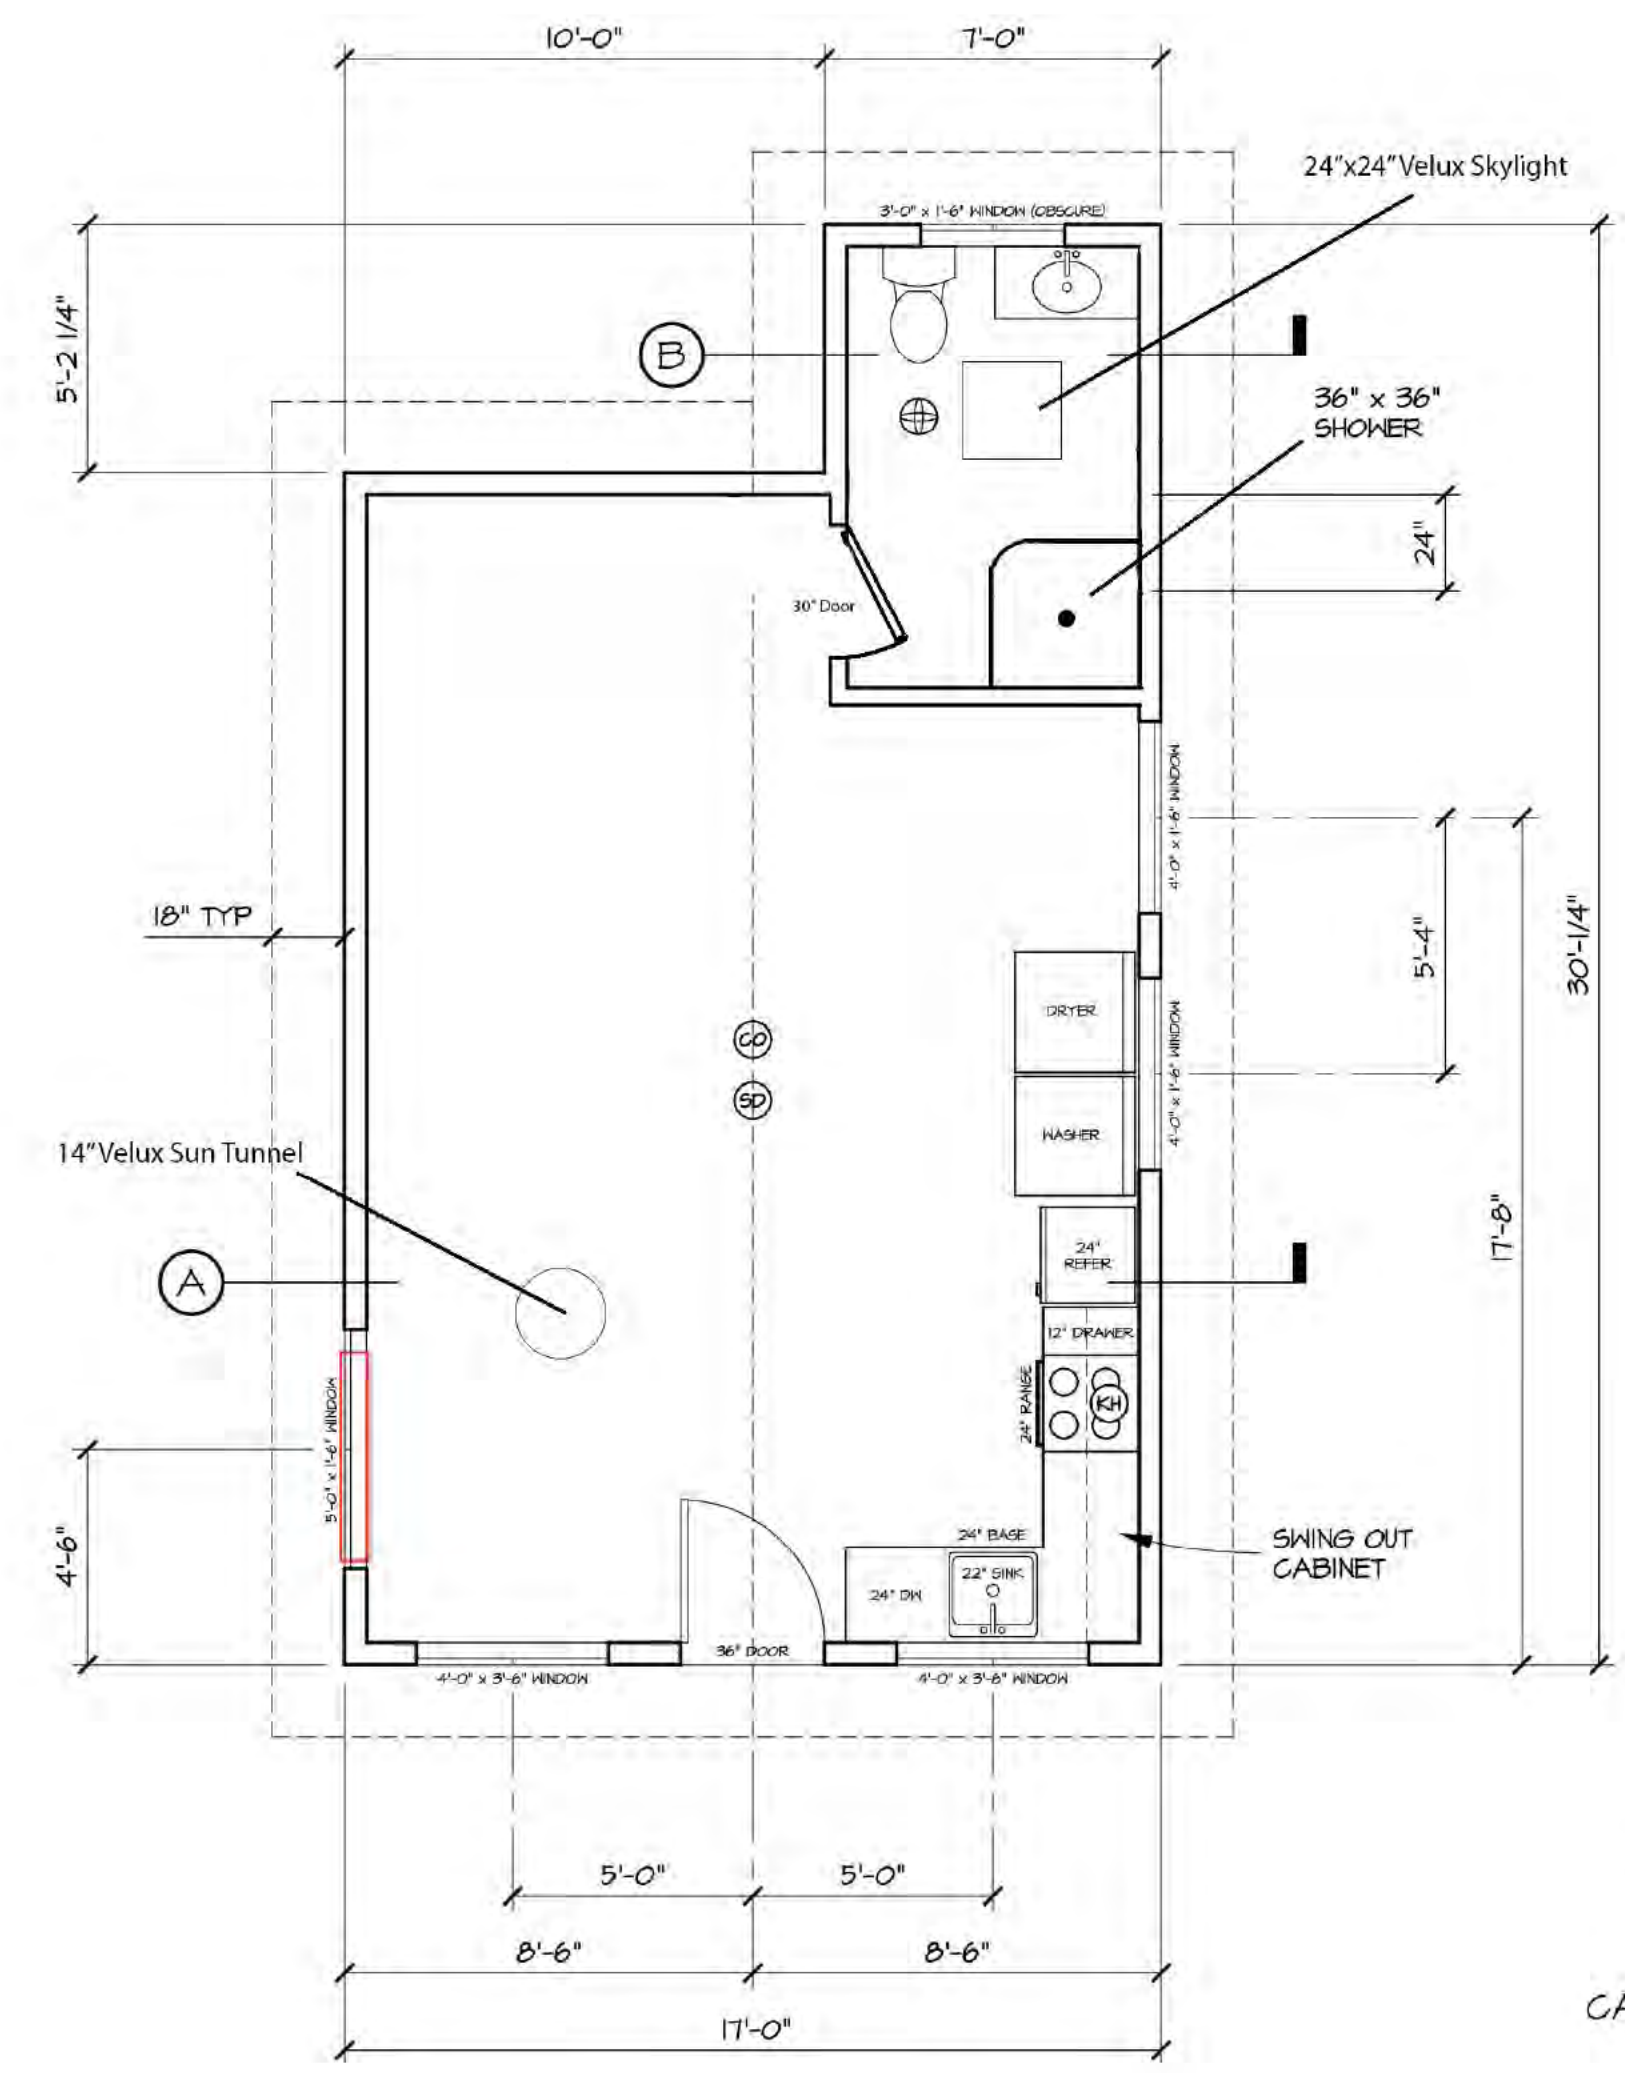 10'-0"
7'-0"
24"x24" Velux Skylight
3'-0" x 1'-6" WINDOW (OBSCURE)
5'-2 1/4"
B
36" x 36"
SHOWER
24"
30" Door
4'-0" x 1'-6" WINDOW
18" TYP
5'-4"
30'-1/4"
DRYER
CO
4'-0" x 1'-6" WINDOW
SD
WASHER
14" Velux Sun Tunnel
17'-8"
24"
REFER
A
12" DRAWER
24" RANGE
KH
5'-0" x 1'-6" WINDOW
4'-6"
24" BASE
SWING OUT
CABINET
22" SINK
24" DW
36" DOOR
4'-0" x 3'-6" WINDOW
4'-0" x 3'-6" WINDOW
5'-0"
5'-0"
8'-6"
8'-6"
17'-0"
CA